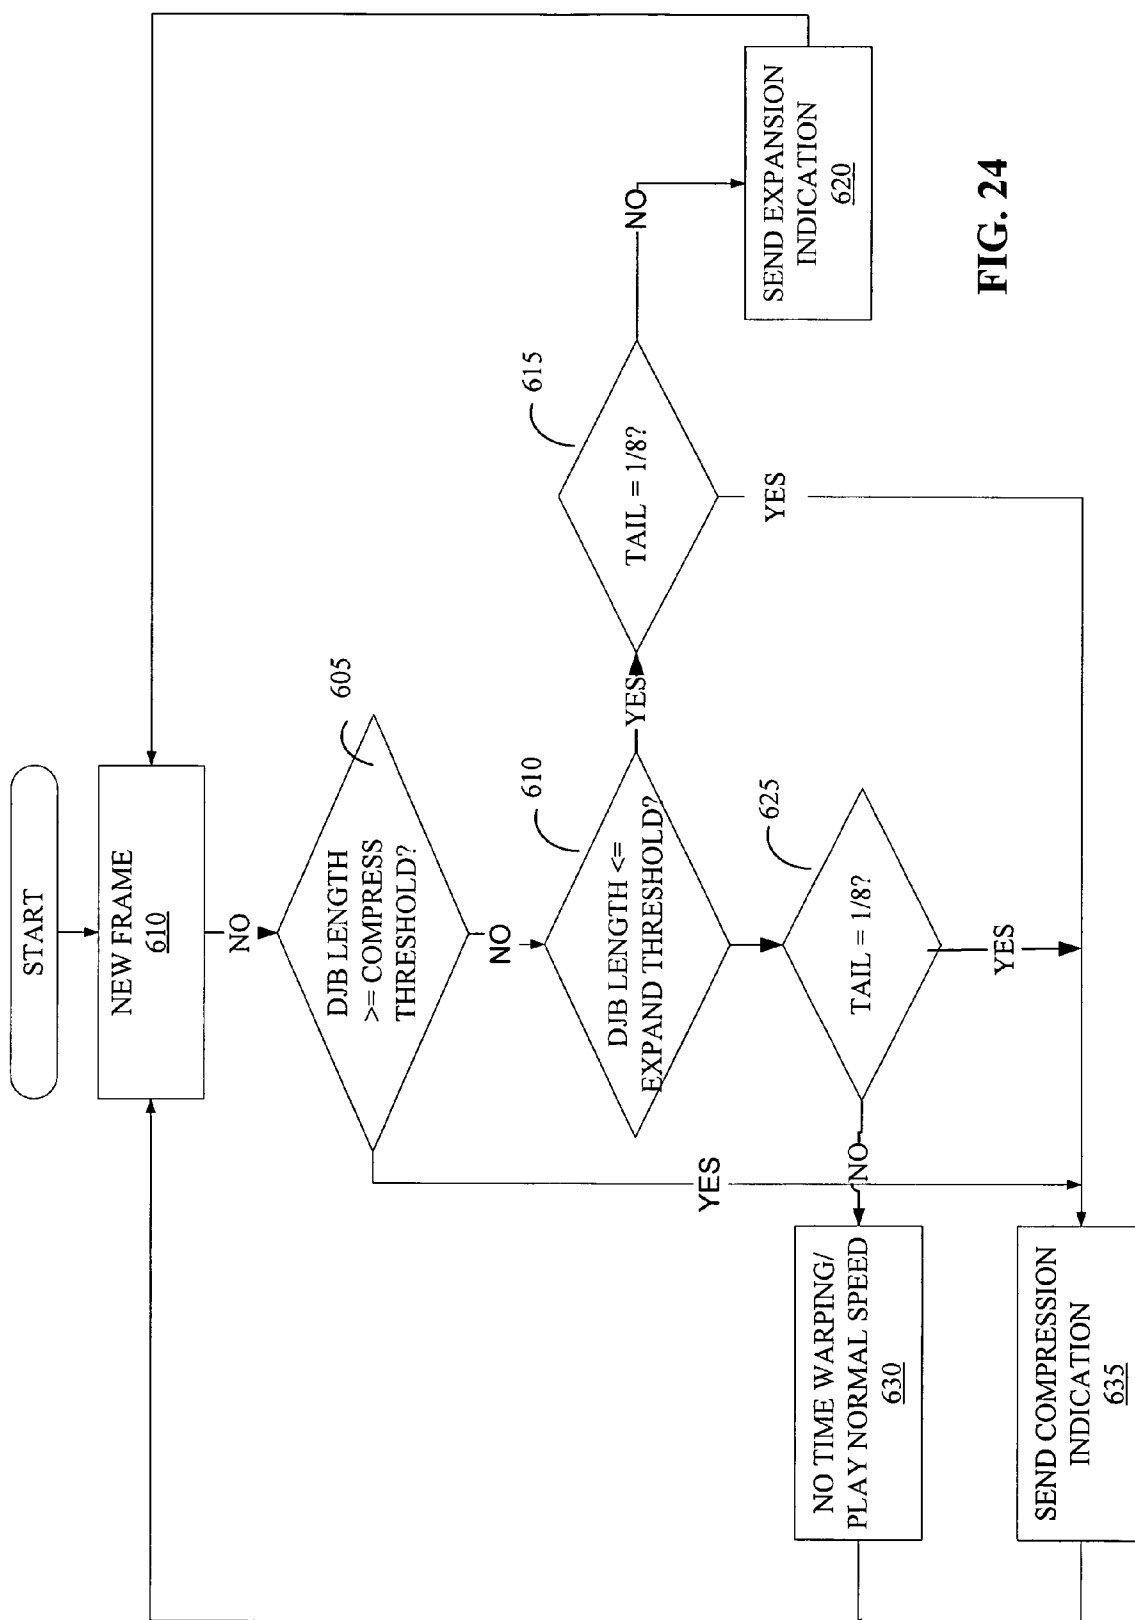 START
NEW FRAME
610
NO
DJB LENGTH
>= COMPRESS
THRESHOLD?
605
NO
DJB LENGTH <=
EXPAND THRESHOLD?
610
YES
TAIL = 1/8?
615
NO
SEND EXPANSION
INDICATION
620
YES
TAIL = 1/8?
625
YES
NO
YES
NO TIME WARPING/
PLAY NORMAL SPEED
630
SEND COMPRESSION
INDICATION
635
FIG. 24